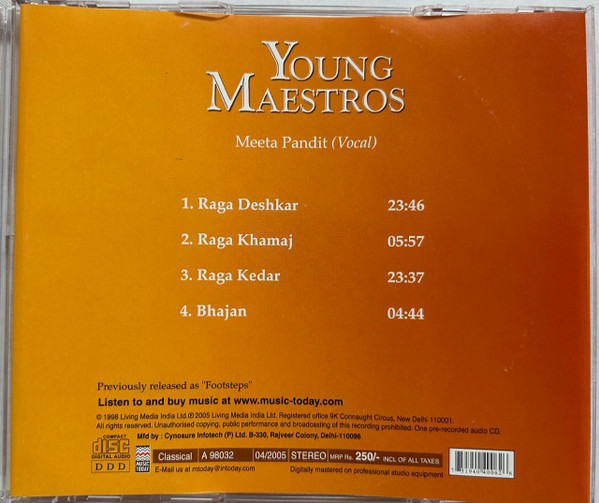 YOUNG
MAESTROS
Meeta Pandit (Vocal)
1. Raga Deshkar 23:46
2. Raga Khamaj 05:57
3. Raga Kedar 23:37
4. Bhajan 04:44
Previously released as "Footsteps"
Listen to and buy music at www.music-today.com
© 1998 Living Media India Ltd. ℗ 2005 Living Media India Ltd. Registered office 9K Connaught Circus, New Delhi 110001.
All rights reserved. Unauthorised copying, public performance and broadcasting of this recording prohibited. One pre-recorded audio CD.
Mfd by : Cynosure Infotech (P) Ltd. B-330, Rajveer Colony, Delhi-110096
COMPACT
disc
DIGITAL AUDIO
DDD
MUSIC
TODAY
Classical A 98032 04/2005 STEREO MRP Rs. 250/- INCL OF ALL TAXES
E-Mail us at mtoday@intoday.com Digitally mastered on professional studio equipment